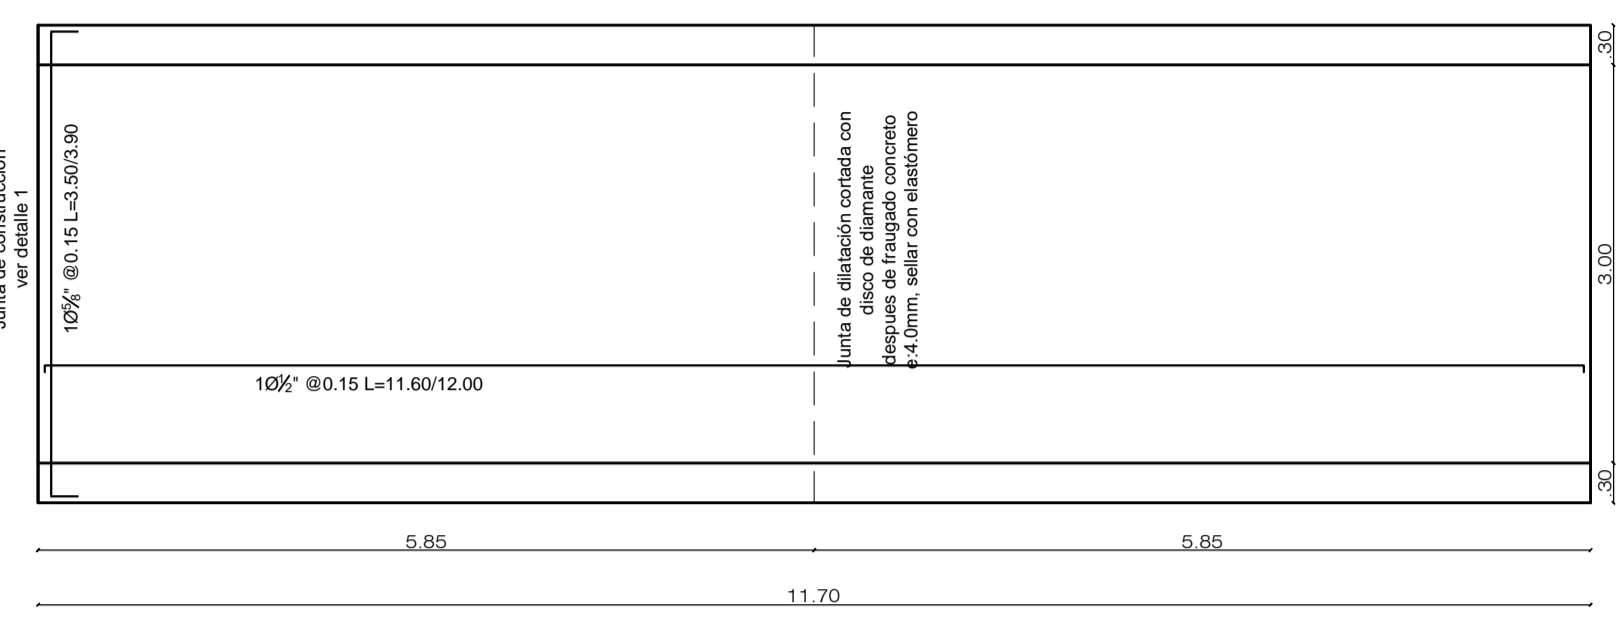 Junta de construcción
ver detalle 1
1Ø⅝" @0.15 L=3.50/3.90
Junta de dilatación cortada con
disco de diamante
despues de fraugado concreto
e:4.0mm, sellar con elastómero
1Ø½" @0.15 L=11.60/12.00
.30
3.00
.30
5.85
5.85
11.70